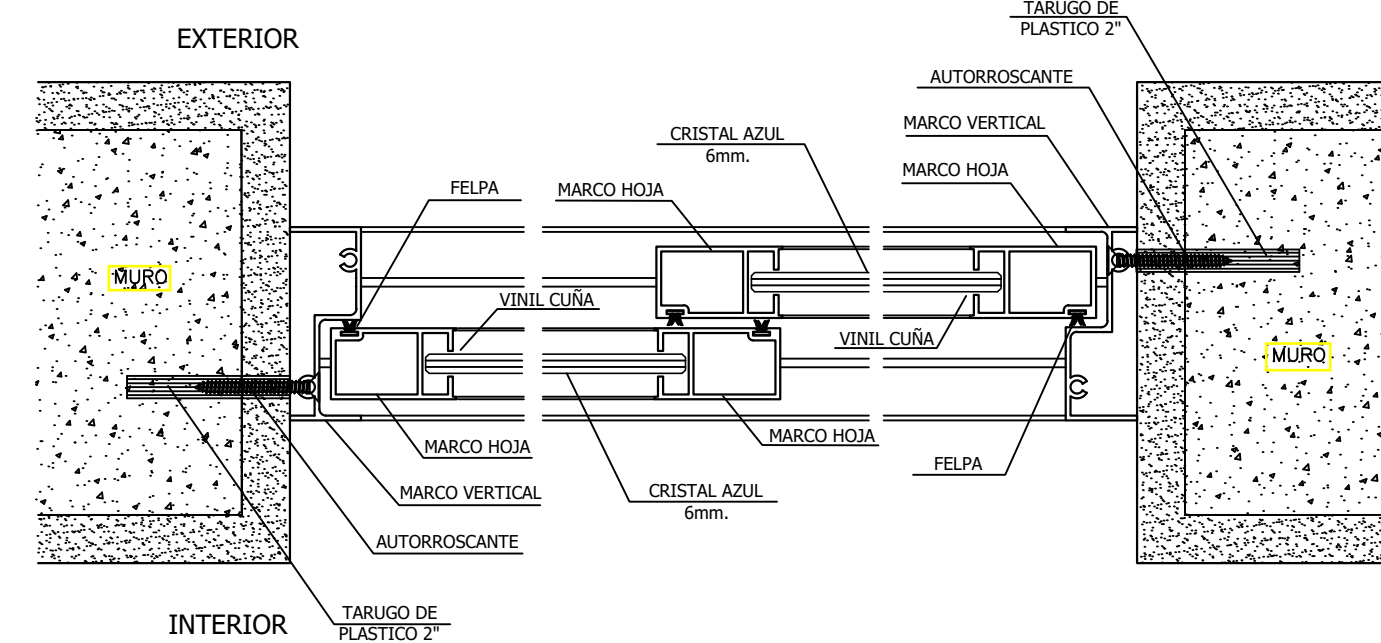 TARUGO DE
PLASTICO 2"
EXTERIOR
AUTORROSCANTE
CRISTAL AZUL
6mm.
MARCO VERTICAL
MARCO HOJA
FELPA
MARCO HOJA
MURO
VINIL CUÑA
VINIL CUÑA
MURO
MARCO HOJA
MARCO HOJA
FELPA
MARCO VERTICAL
CRISTAL AZUL
6mm.
AUTORROSCANTE
INTERIOR
TARUGO DE
PLASTICO 2"